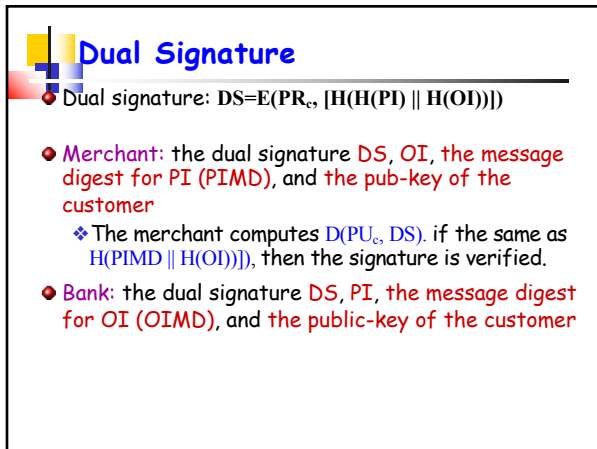 Dual Signature
Dual signature: DS=E(PRc, [H(H(PI) || H(OI))])
Merchant: the dual signature DS, OI, the message
digest for PI (PIMD), and the pub-key of the
customer
❖The merchant computes D(PUc, DS). if the same as
H(PIMD || H(OI))]), then the signature is verified.
Bank: the dual signature DS, PI, the message digest
for OI (OIMD), and the public-key of the customer